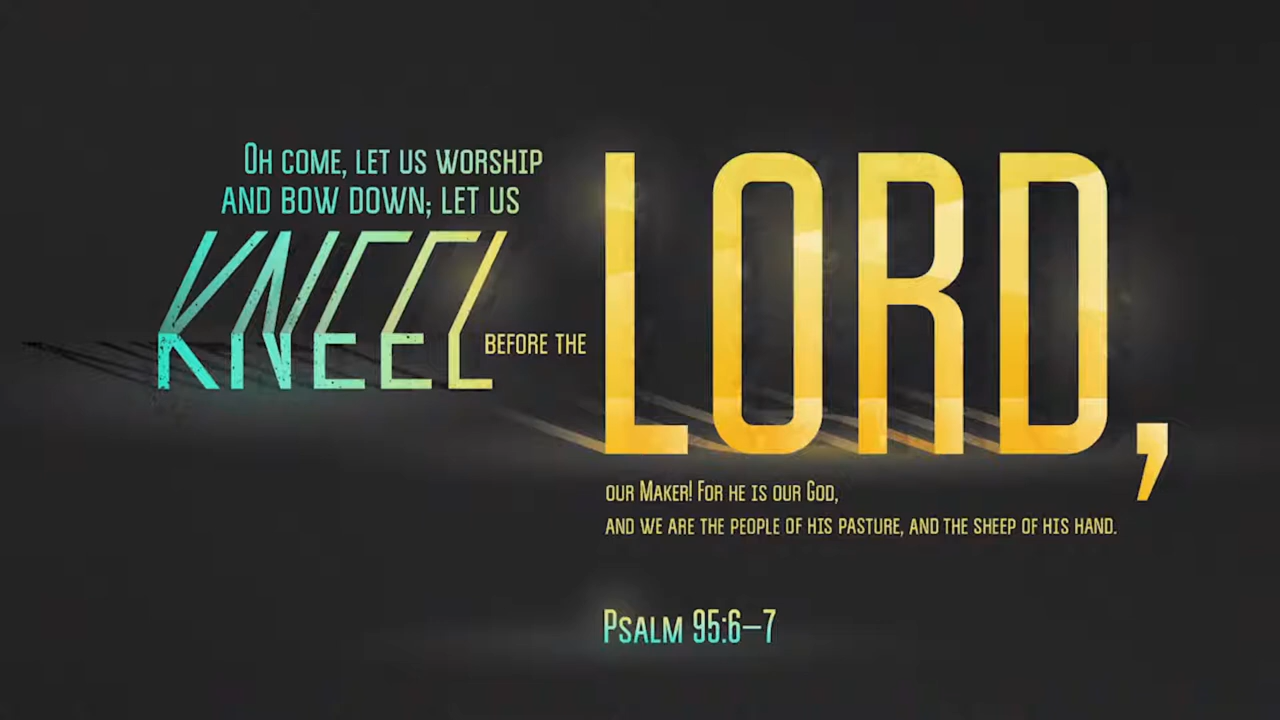 Oh come, let us worship
and bow down; let us
KNEEL
before the
LORD,
our Maker! For he is our God,
and we are the people of his pasture, and the sheep of his hand.
Psalm 95:6–7